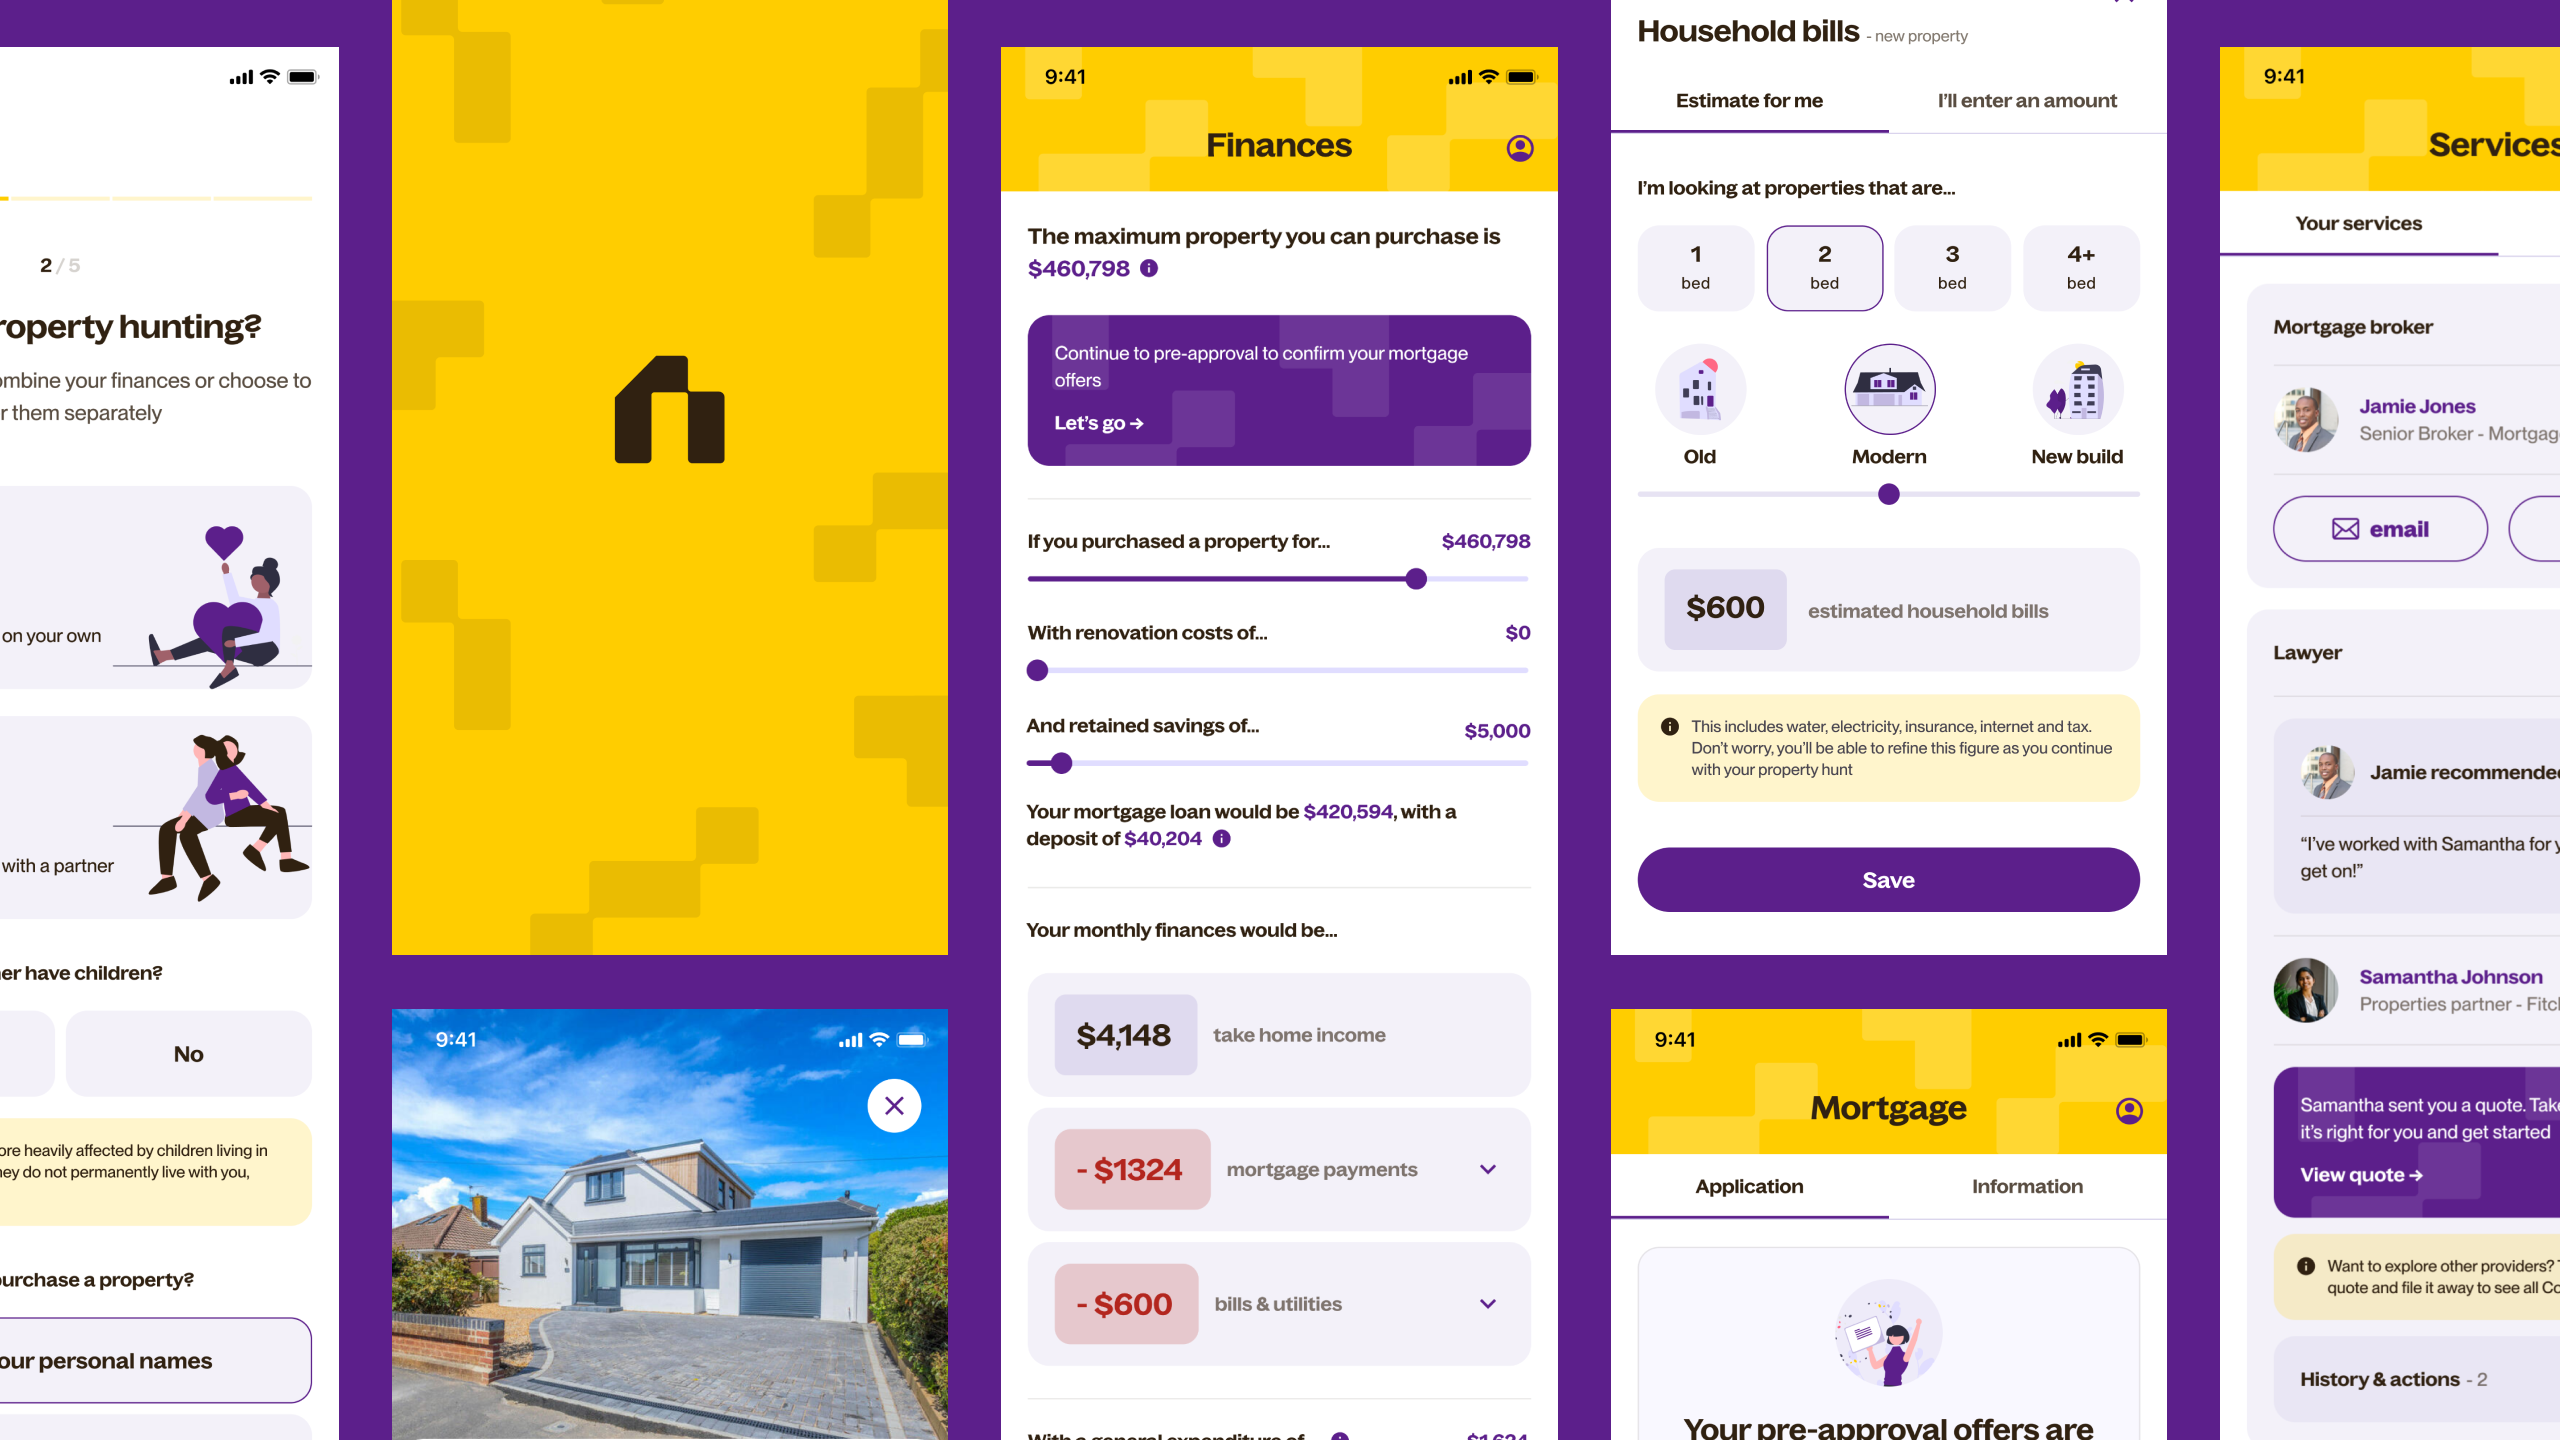 2 / 5
property hunting?
combine your finances or choose to
r them separately
on your own
with a partner
have children?
No
more heavily affected by children living in
they do not permanently live with you,
purchase a property?
our personal names
9:41
9:41
Finances
The maximum property you can purchase is
$460,798
Continue to pre-approval to confirm your mortgage
offers
Let's go →
If you purchased a property for... $460,798
With renovation costs of... $0
And retained savings of... $5,000
Your mortgage loan would be $420,594, with a
deposit of $40,204
Your monthly finances would be...
$4,148 take home income
- $1324 mortgage payments
- $600 bills & utilities
With a general expenditure of $1,624
Household bills - new property
Estimate for me I'll enter an amount
I'm looking at properties that are...
1 2 3 4+
bed bed bed bed
Old Modern New build
$600 estimated household bills
This includes water, electricity, insurance, internet and tax.
Don't worry, you'll be able to refine this figure as you continue
with your property hunt
Save
9:41
Mortgage
Application Information
Your pre-approval offers are
9:41
Services
Your services
Mortgage broker
Jamie Jones
Senior Broker - Mortgag
email
Lawyer
Jamie recommended
“I've worked with Samantha for y
get on!”
Samantha Johnson
Properties partner - Fitch
Samantha sent you a quote. Take
it's right for you and get started
View quote →
Want to explore other providers?
quote and file it away to see all Co
History & actions - 2